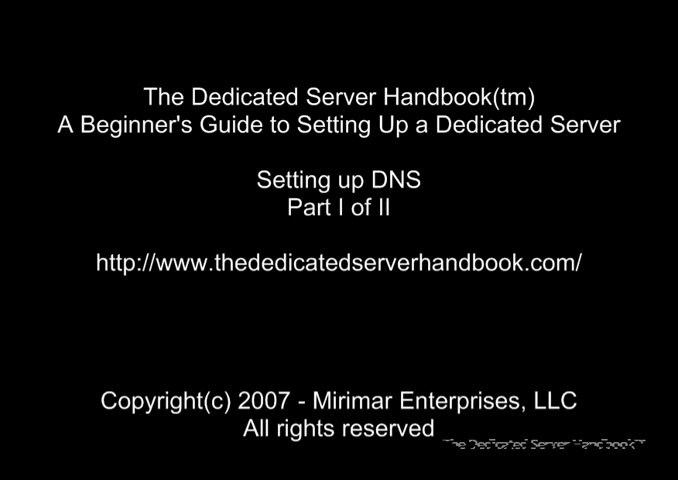 The Dedicated Server Handbook(tm)
A Beginner's Guide to Setting Up a Dedicated Server
Setting up DNS
Part I of II
http://www.thededicatedserverhandbook.com/
Copyright(c) 2007 - Mirimar Enterprises, LLC
All rights reserved
The Dedicated Server Handbook™